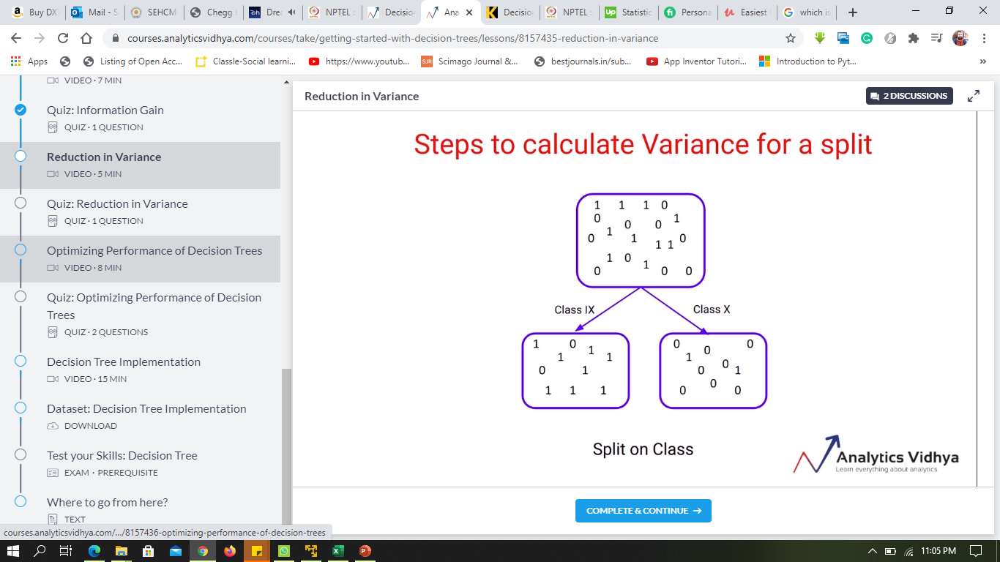 Buy DX
Mail - S
SEHCM
Chegg I
Dre
NPTEL :
Decisior
Ana
Decisio
NPTEL :
Statistic
Persona
Easiest
which is
courses.analyticsvidhya.com/courses/take/getting-started-with-decision-trees/lessons/8157435-reduction-in-variance
Apps
Listing of Open Acc...
Classle-Social learni...
https://www.youtub...
SJR
Scimago Journal &...
bestjournals.in/sub...
App Inventor Tutori...
Introduction to Pyt...
»
VIDEO · 7 MIN
Quiz: Information Gain
QUIZ · 1 QUESTION
Reduction in Variance
VIDEO · 5 MIN
Quiz: Reduction in Variance
QUIZ · 1 QUESTION
Optimizing Performance of Decision Trees
VIDEO · 8 MIN
Quiz: Optimizing Performance of Decision
Trees
QUIZ · 2 QUESTIONS
Decision Tree Implementation
VIDEO · 15 MIN
Dataset: Decision Tree Implementation
DOWNLOAD
Test your Skills: Decision Tree
EXAM · PREREQUISITE
Where to go from here?
TEXT
courses.analyticsvidhya.com/.../8157436-optimizing-performance-of-decision-trees
Reduction in Variance
2 DISCUSSIONS
Steps to calculate Variance for a split
1 1 1 0
0 1
0 0
1
0 1 0
1 1
1 0
1
0 0 0
Class IX
Class X
1 0
1
1 1
0 1
1 1 1
0 0
0
1
0
0 1
0
0 0
Split on Class
Analytics Vidhya
Learn everything about analytics
COMPLETE & CONTINUE →
11:05 PM